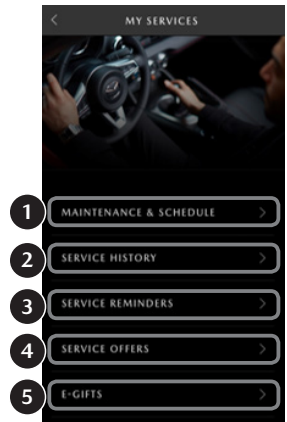 MY SERVICES
1 MAINTENANCE & SCHEDULE
2 SERVICE HISTORY
3 SERVICE REMINDERS
4 SERVICE OFFERS
5 E-GIFTS